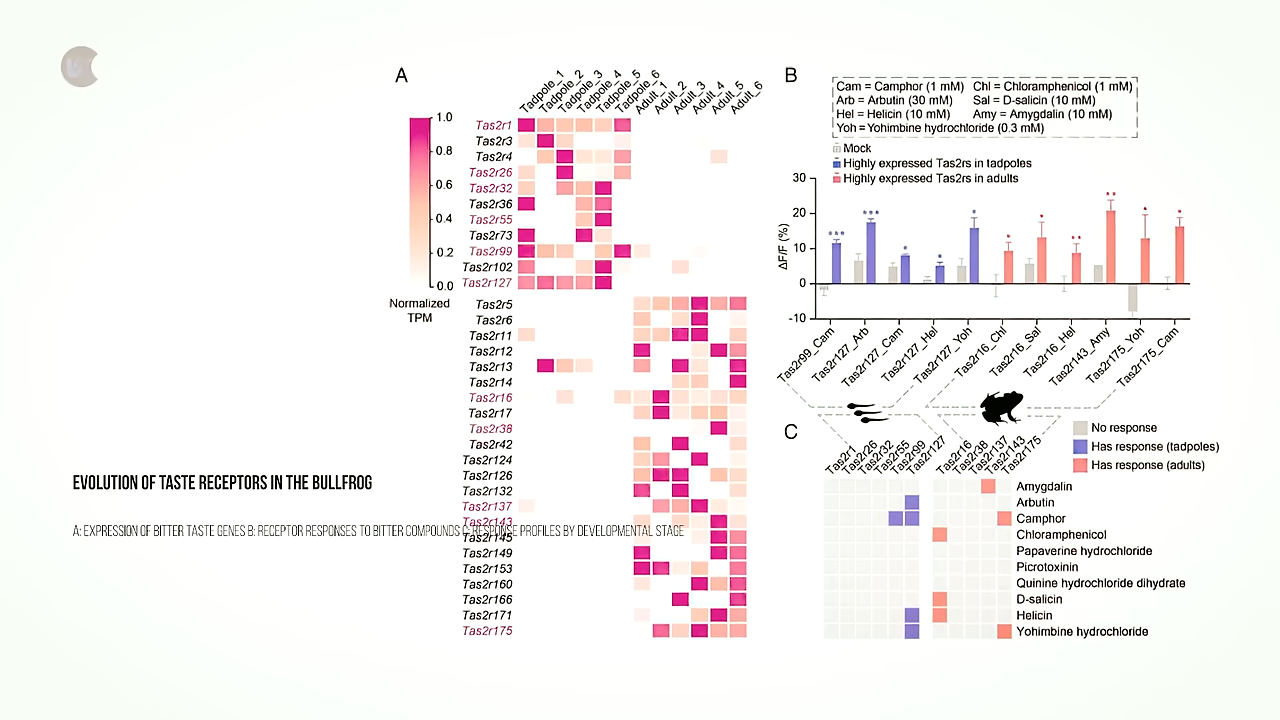 A
Tadpole_1
Tadpole_2
Tadpole_3
Tadpole_4
Tadpole_5
Tadpole_6
Adult_1
Adult_2
Adult_3
Adult_4
Adult_5
Adult_6
1.0
0.8
0.6
0.4
0.2
0.0
Normalized
TPM
Tas2r1
Tas2r3
Tas2r4
Tas2r26
Tas2r32
Tas2r36
Tas2r55
Tas2r73
Tas2r99
Tas2r102
Tas2r127
Tas2r5
Tas2r6
Tas2r11
Tas2r12
Tas2r13
Tas2r14
Tas2r16
Tas2r17
Tas2r38
Tas2r42
Tas2r124
Tas2r126
Tas2r132
Tas2r137
Tas2r143
Tas2r145
Tas2r149
Tas2r153
Tas2r160
Tas2r166
Tas2r171
Tas2r175
EVOLUTION OF TASTE RECEPTORS IN THE BULLFROG
A: EXPRESSION OF BITTER TASTE GENES B: RECEPTOR RESPONSES TO BITTER COMPOUNDS C: RESPONSE PROFILES BY DEVELOPMENTAL STAGE
B
Cam = Camphor (1 mM) Chl = Chloramphenicol (1 mM)
Arb = Arbutin (30 mM) Sal = D-salicin (10 mM)
Hel = Helicin (10 mM) Amy = Amygdalin (10 mM)
Yoh = Yohimbine hydrochloride (0.3 mM)
Mock
Highly expressed Tas2rs in tadpoles
Highly expressed Tas2rs in adults
ΔF/F (%)
30
20
10
0
-10
*** *** * * * * * ** ** * *
Tas2r99_Cam
Tas2r127_Arb
Tas2r127_Cam
Tas2r127_Hel
Tas2r127_Yoh
Tas2r16_Chl
Tas2r16_Sal
Tas2r16_Hel
Tas2r143_Amy
Tas2r175_Yoh
Tas2r175_Cam
C
No response
Has response (tadpoles)
Has response (adults)
Tas2r1
Tas2r26
Tas2r32
Tas2r55
Tas2r99
Tas2r127
Tas2r16
Tas2r38
Tas2r137
Tas2r143
Tas2r175
Amygdalin
Arbutin
Camphor
Chloramphenicol
Papaverine hydrochloride
Picrotoxinin
Quinine hydrochloride dihydrate
D-salicin
Helicin
Yohimbine hydrochloride